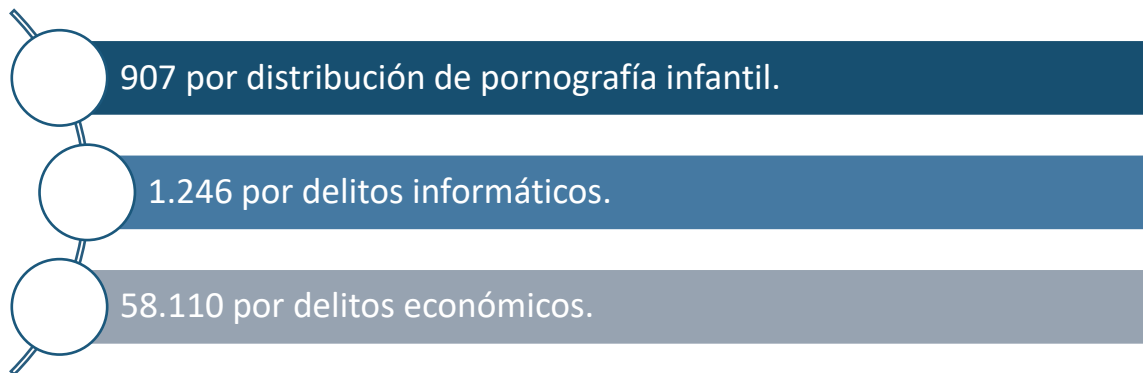 907 por distribución de pornografía infantil.
1.246 por delitos informáticos.
58.110 por delitos económicos.